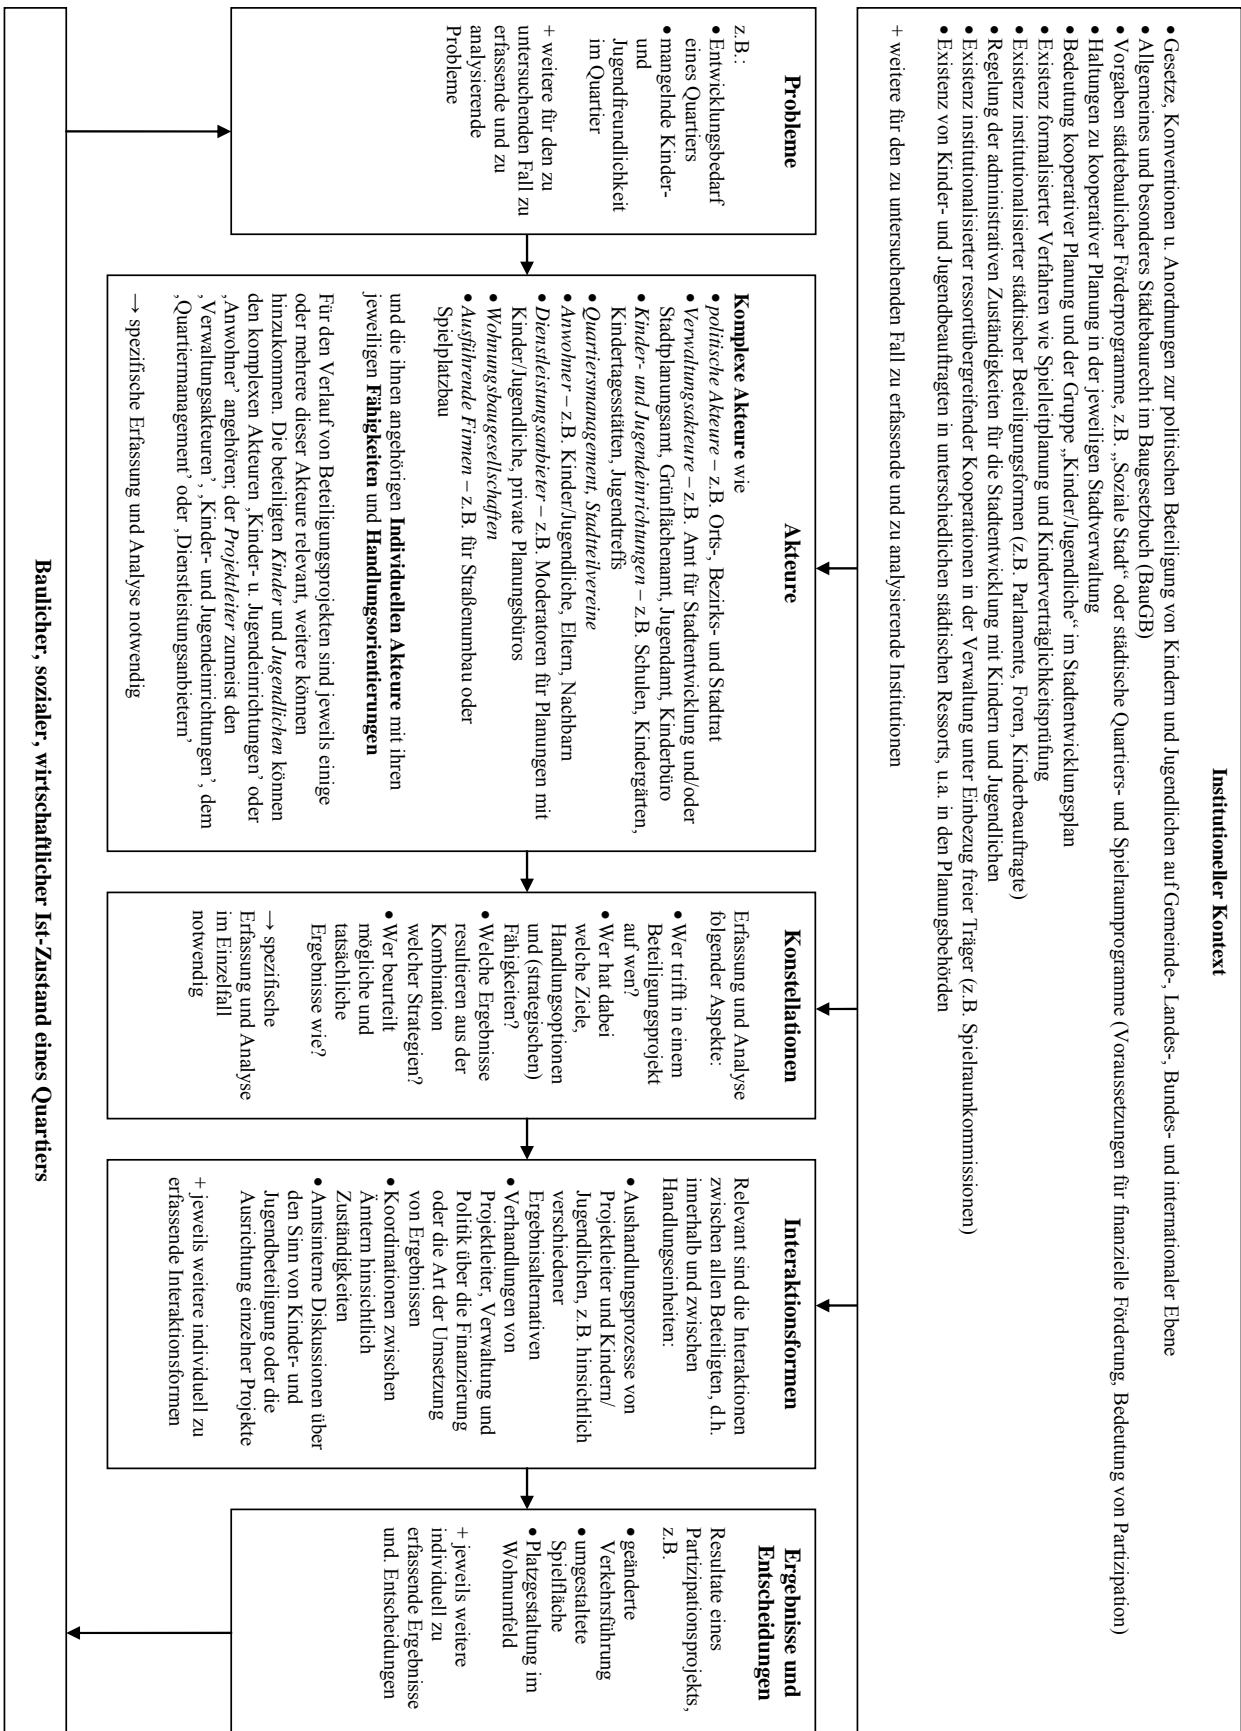 Institutioneller Kontext
• Gesetze, Konventionen u. Anordnungen zur politischen Beteiligung von Kindern und Jugendlichen auf Gemeinde-, Landes-, Bundes- und internationaler Ebene
• Allgemeines und besonderes Städtebaurecht im Baugesetzbuch (BauGB)
• Vorgaben städtebaulicher Förderprogramme, z.B. „Soziale Stadt“ oder städtische Quartiers- und Spielraumprogramme (Voraussetzungen für finanzielle Förderung, Bedeutung von Partizipation)
• Haltungen zu kooperativer Planung in der jeweiligen Stadtverwaltung
• Bedeutung kooperativer Planung und der Gruppe „Kinder/Jugendliche“ im Stadtentwicklungsplan
• Existenz formalisierter Verfahren wie Spielleitplanung und Kinderverträglichkeitsprüfung
• Existenz institutionalisierter städtischer Beteiligungsformen (z.B. Parlamente, Foren, Kinderbeauftragte)
• Regelung der administrativen Zuständigkeiten für die Stadtentwicklung mit Kindern und Jugendlichen
• Existenz institutionalisierter ressortübergreifender Kooperationen in der Verwaltung unter Einbezug freier Träger (z.B. Spielraumkommissionen)
• Existenz von Kinder- und Jugendbeauftragten in unterschiedlichen städtischen Ressorts, u.a. in den Planungsbehörden
+ weitere für den zu untersuchenden Fall zu erfassende und zu analysierende Institutionen
Probleme
z.B.:
• Entwicklungsbedarf
eines Quartiers
• mangelnde Kinder-
und
Jugendfreundlichkeit
im Quartier
+ weitere für den zu
untersuchenden Fall zu
erfassende und zu
analysierende
Probleme
Akteure
Komplexe Akteure wie
• politische Akteure – z.B. Orts-, Bezirks- und Stadtrat
• Verwaltungsakteure – z.B. Amt für Stadtentwicklung und/oder
Stadtplanungsamt, Grünflächenamt, Jugendamt, Kinderbüro
• Kinder- und Jugendeinrichtungen – z.B. Schulen, Kindergärten,
Kindertagesstätten, Jugendtreffs
• Quartiersmanagement, Stadtteilvereine
• Anwohner – z.B. Kinder/Jugendliche, Eltern, Nachbarn
• Dienstleistungsanbieter – z.B. Moderatoren für Planungen mit
Kinder/Jugendliche, private Planungsbüros
• Wohnungsbaugesellschaften
• Ausführende Firmen – z.B. für Straßenumbau oder
Spielplatzbau
und die ihnen angehörigen Individuellen Akteure mit ihren
jeweiligen Fähigkeiten und Handlungsorientierungen
Für den Verlauf von Beteiligungsprojekten sind jeweils einige
oder mehrere dieser Akteure relevant, weitere können
hinzukommen. Die beteiligten Kinder und Jugendlichen können
den komplexen Akteuren ‚Kinder- u. Jugendeinrichtungen’ oder
‚Anwohner’ angehören; der Projektleiter zumeist den
‚Verwaltungsakteuren’, ‚Kinder- und Jugendeinrichtungen’, dem
‚Quartiermanagement’ oder ‚Dienstleistungsanbietern’
→ spezifische Erfassung und Analyse notwendig
Konstellationen
Erfassung und Analyse
folgender Aspekte:
• Wer trifft in einem
Beteiligungsprojekt
auf wen?
• Wer hat dabei
welche Ziele,
Handlungsoptionen
und (strategischen)
Fähigkeiten?
• Welche Ergebnisse
resultieren aus der
Kombination
welcher Strategien?
• Wer beurteilt
mögliche und
tatsächliche
Ergebnisse wie?
→ spezifische
Erfassung und Analyse
im Einzelfall
notwendig
Interaktionsformen
Relevant sind die Interaktionen
zwischen allen Beteiligten, d.h.
innerhalb und zwischen
Handlungseinheiten:
• Aushandlungsprozesse von
Projektleiter und Kindern/
Jugendlichen, z.B. hinsichtlich
verschiedener
Ergebnisalternativen
• Verhandlungen von
Projektleiter, Verwaltung und
Politik über die Finanzierung
oder die Art der Umsetzung
von Ergebnissen
• Koordinationen zwischen
Ämtern hinsichtlich
Zuständigkeiten
• Amtsinterne Diskussionen über
den Sinn von Kinder- und
Jugendbeteiligung oder die
Ausrichtung einzelner Projekte
+ jeweils weitere individuell zu
erfassende Interaktionsformen
Ergebnisse und
Entscheidungen
Resultate eines
Partizipationsprojekts,
z.B.
• geänderte
Verkehrsführung
• umgestaltete
Spielfläche
• Platzgestaltung im
Wohnumfeld
+ jeweils weitere
individuell zu
erfassende Ergebnisse
und. Entscheidungen
Baulicher, sozialer, wirtschaftlicher Ist-Zustand eines Quartiers